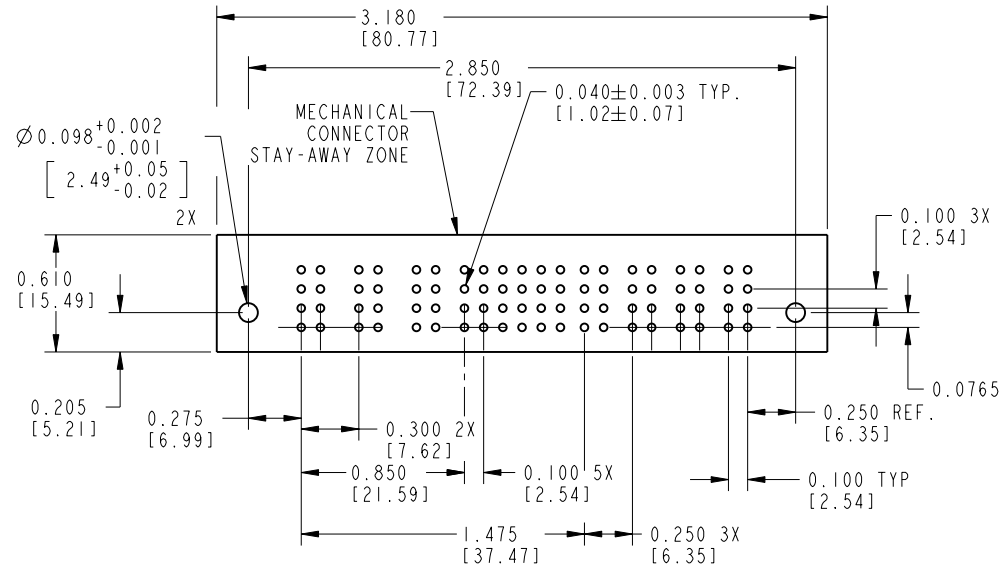 3.180
[80.77]
2.850
[72.39]
0.040±0.003 TYP.
[1.02±0.07]
MECHANICAL
CONNECTOR
STAY-AWAY ZONE
Ø0.098 +0.002
-0.001
[ 2.49 +0.05
-0.02 ]
2X
0.100 3X
[2.54]
0.610
[15.49]
0.0765
0.205
[5.21]
0.275
[6.99]
0.250 REF.
[6.35]
0.300 2X
[7.62]
0.850
[21.59]
0.100 5X
[2.54]
0.100 TYP
[2.54]
1.475
[37.47]
0.250 3X
[6.35]